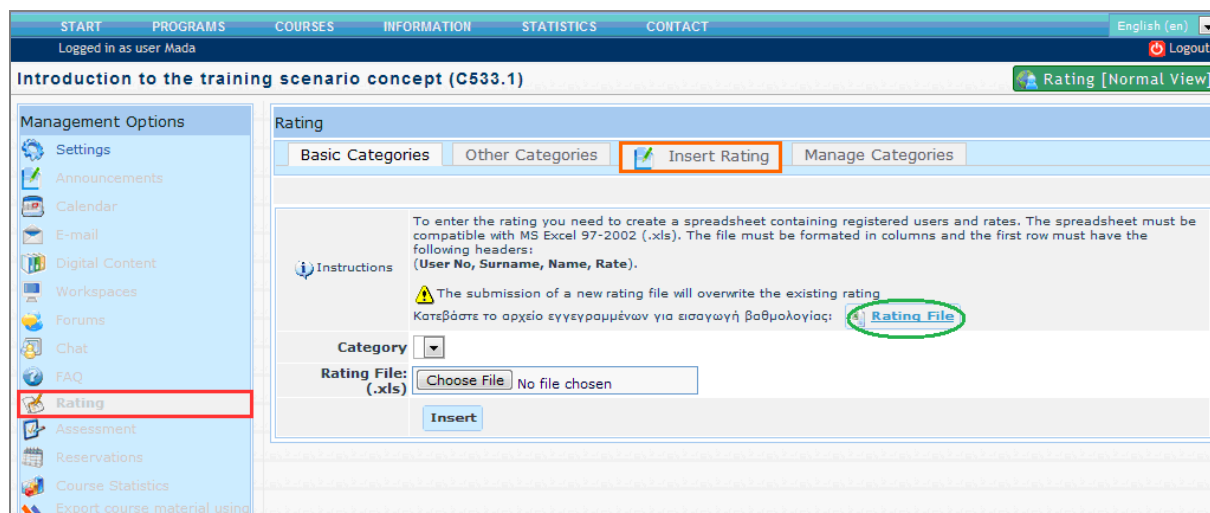 START PROGRAMS COURSES INFORMATION STATISTICS CONTACT English (en)
Logged in as user Mada Logout
Introduction to the training scenario concept (C533.1) Rating [Normal View]
Management Options
Settings
Announcements
Calendar
E-mail
Digital Content
Workspaces
Forums
Chat
FAQ
Rating
Assessment
Reservations
Course Statistics
Export course material using
Rating
Basic Categories Other Categories Insert Rating Manage Categories
Instructions
To enter the rating you need to create a spreadsheet containing registered users and rates. The spreadsheet must be
compatible with MS Excel 97-2002 (.xls). The file must be formated in columns and the first row must have the
following headers:
(User No, Surname, Name, Rate).
The submission of a new rating file will overwrite the existing rating
Κατεβάστε το αρχείο εγγεγραμμένων για εισαγωγή βαθμολογίας: Rating File
Category
Rating File:
(.xls)
Choose File No file chosen
Insert